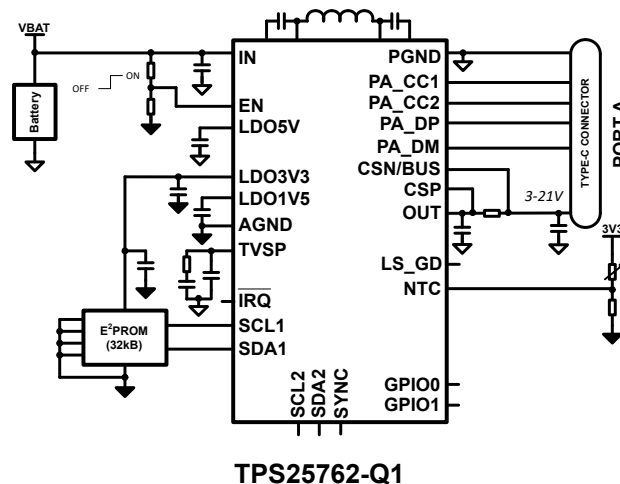 VBAT
OFF
ON
Battery
IN
EN
LDO5V
LDO3V3
LDO1V5
AGND
TVSP
IRQ
SCL1
SDA1
E²PROM
(32kB)
SCL2
SDA2
SYNC
PGND
PA_CC1
PA_CC2
PA_DP
PA_DM
CSN/BUS
CSP
OUT
LS_GD
NTC
GPIO0
GPIO1
3-21V
TYPE-C CONNECTOR
PORT A
3V3
TPS25762-Q1